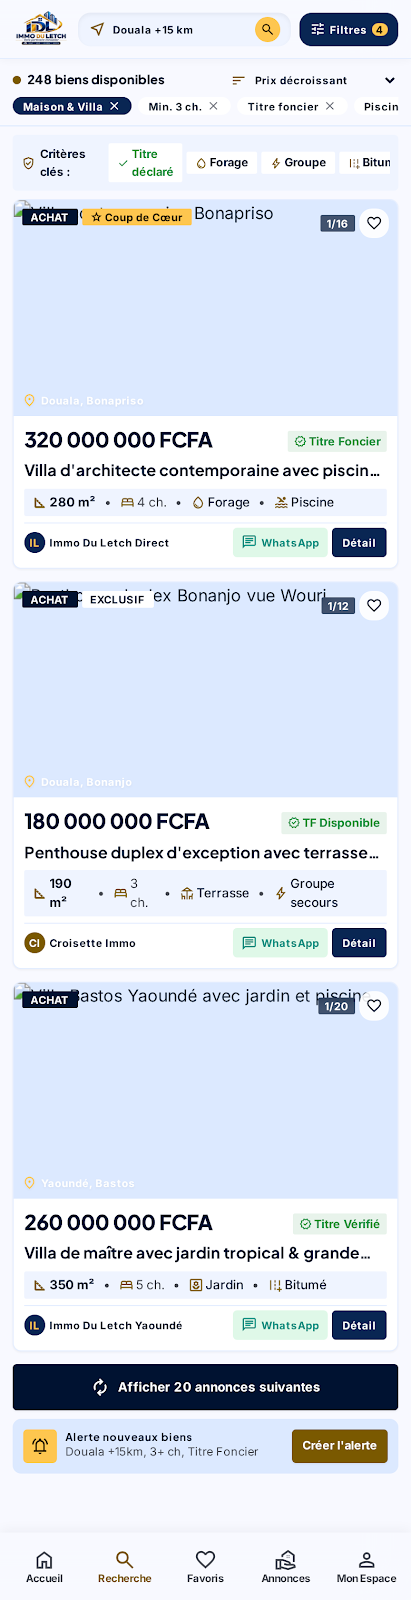 IMMO DU LETCH
Douala +15 km
Filtres 4
248 biens disponibles
Prix décroissant
Maison & Villa
Min. 3 ch.
Titre foncier
Piscin
Critères clés :
Titre déclaré
Forage
Groupe
Bitum
ACHAT
Coup de Cœur
Bonapriso
1/16
Douala, Bonapriso
320 000 000 FCFA
Titre Foncier
Villa d'architecte contemporaine avec piscin...
280 m² • 4 ch. • Forage • Piscine
IL Immo Du Letch Direct
WhatsApp
Détail
ACHAT
EXCLUSIF
Bonanjo vue Wouri
1/12
Douala, Bonanjo
180 000 000 FCFA
TF Disponible
Penthouse duplex d'exception avec terrasse...
190 m² • 3 ch. • Terrasse • Groupe secours
CI Croisette Immo
WhatsApp
Détail
ACHAT
Bastos Yaoundé avec jardin et piscine
1/20
Yaoundé, Bastos
260 000 000 FCFA
Titre Vérifié
Villa de maître avec jardin tropical & grande...
350 m² • 5 ch. • Jardin • Bitumé
IL Immo Du Letch Yaoundé
WhatsApp
Détail
Afficher 20 annonces suivantes
Alerte nouveaux biens
Douala +15km, 3+ ch, Titre Foncier
Créer l'alerte
Accueil
Recherche
Favoris
Annonces
Mon Espace